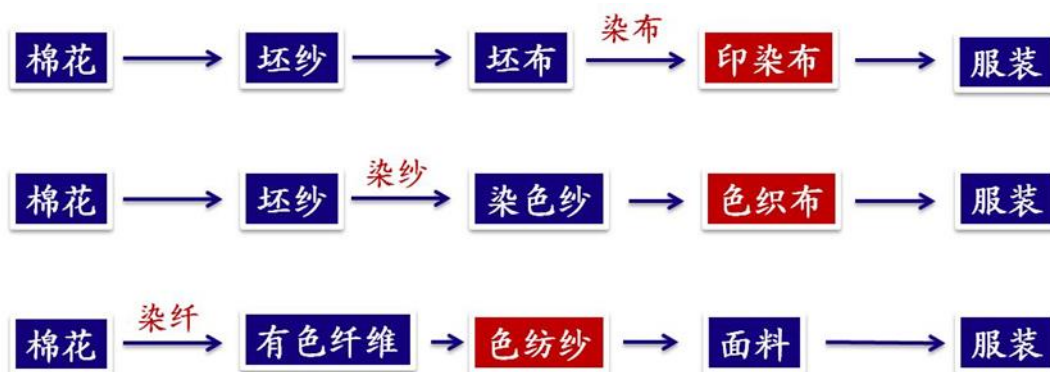 染布
棉花 坯纱 坯布 印染布 服装
染纱
棉花 坯纱 染色纱 色织布 服装
染纤
棉花 有色纤维 色纺纱 面料 服装